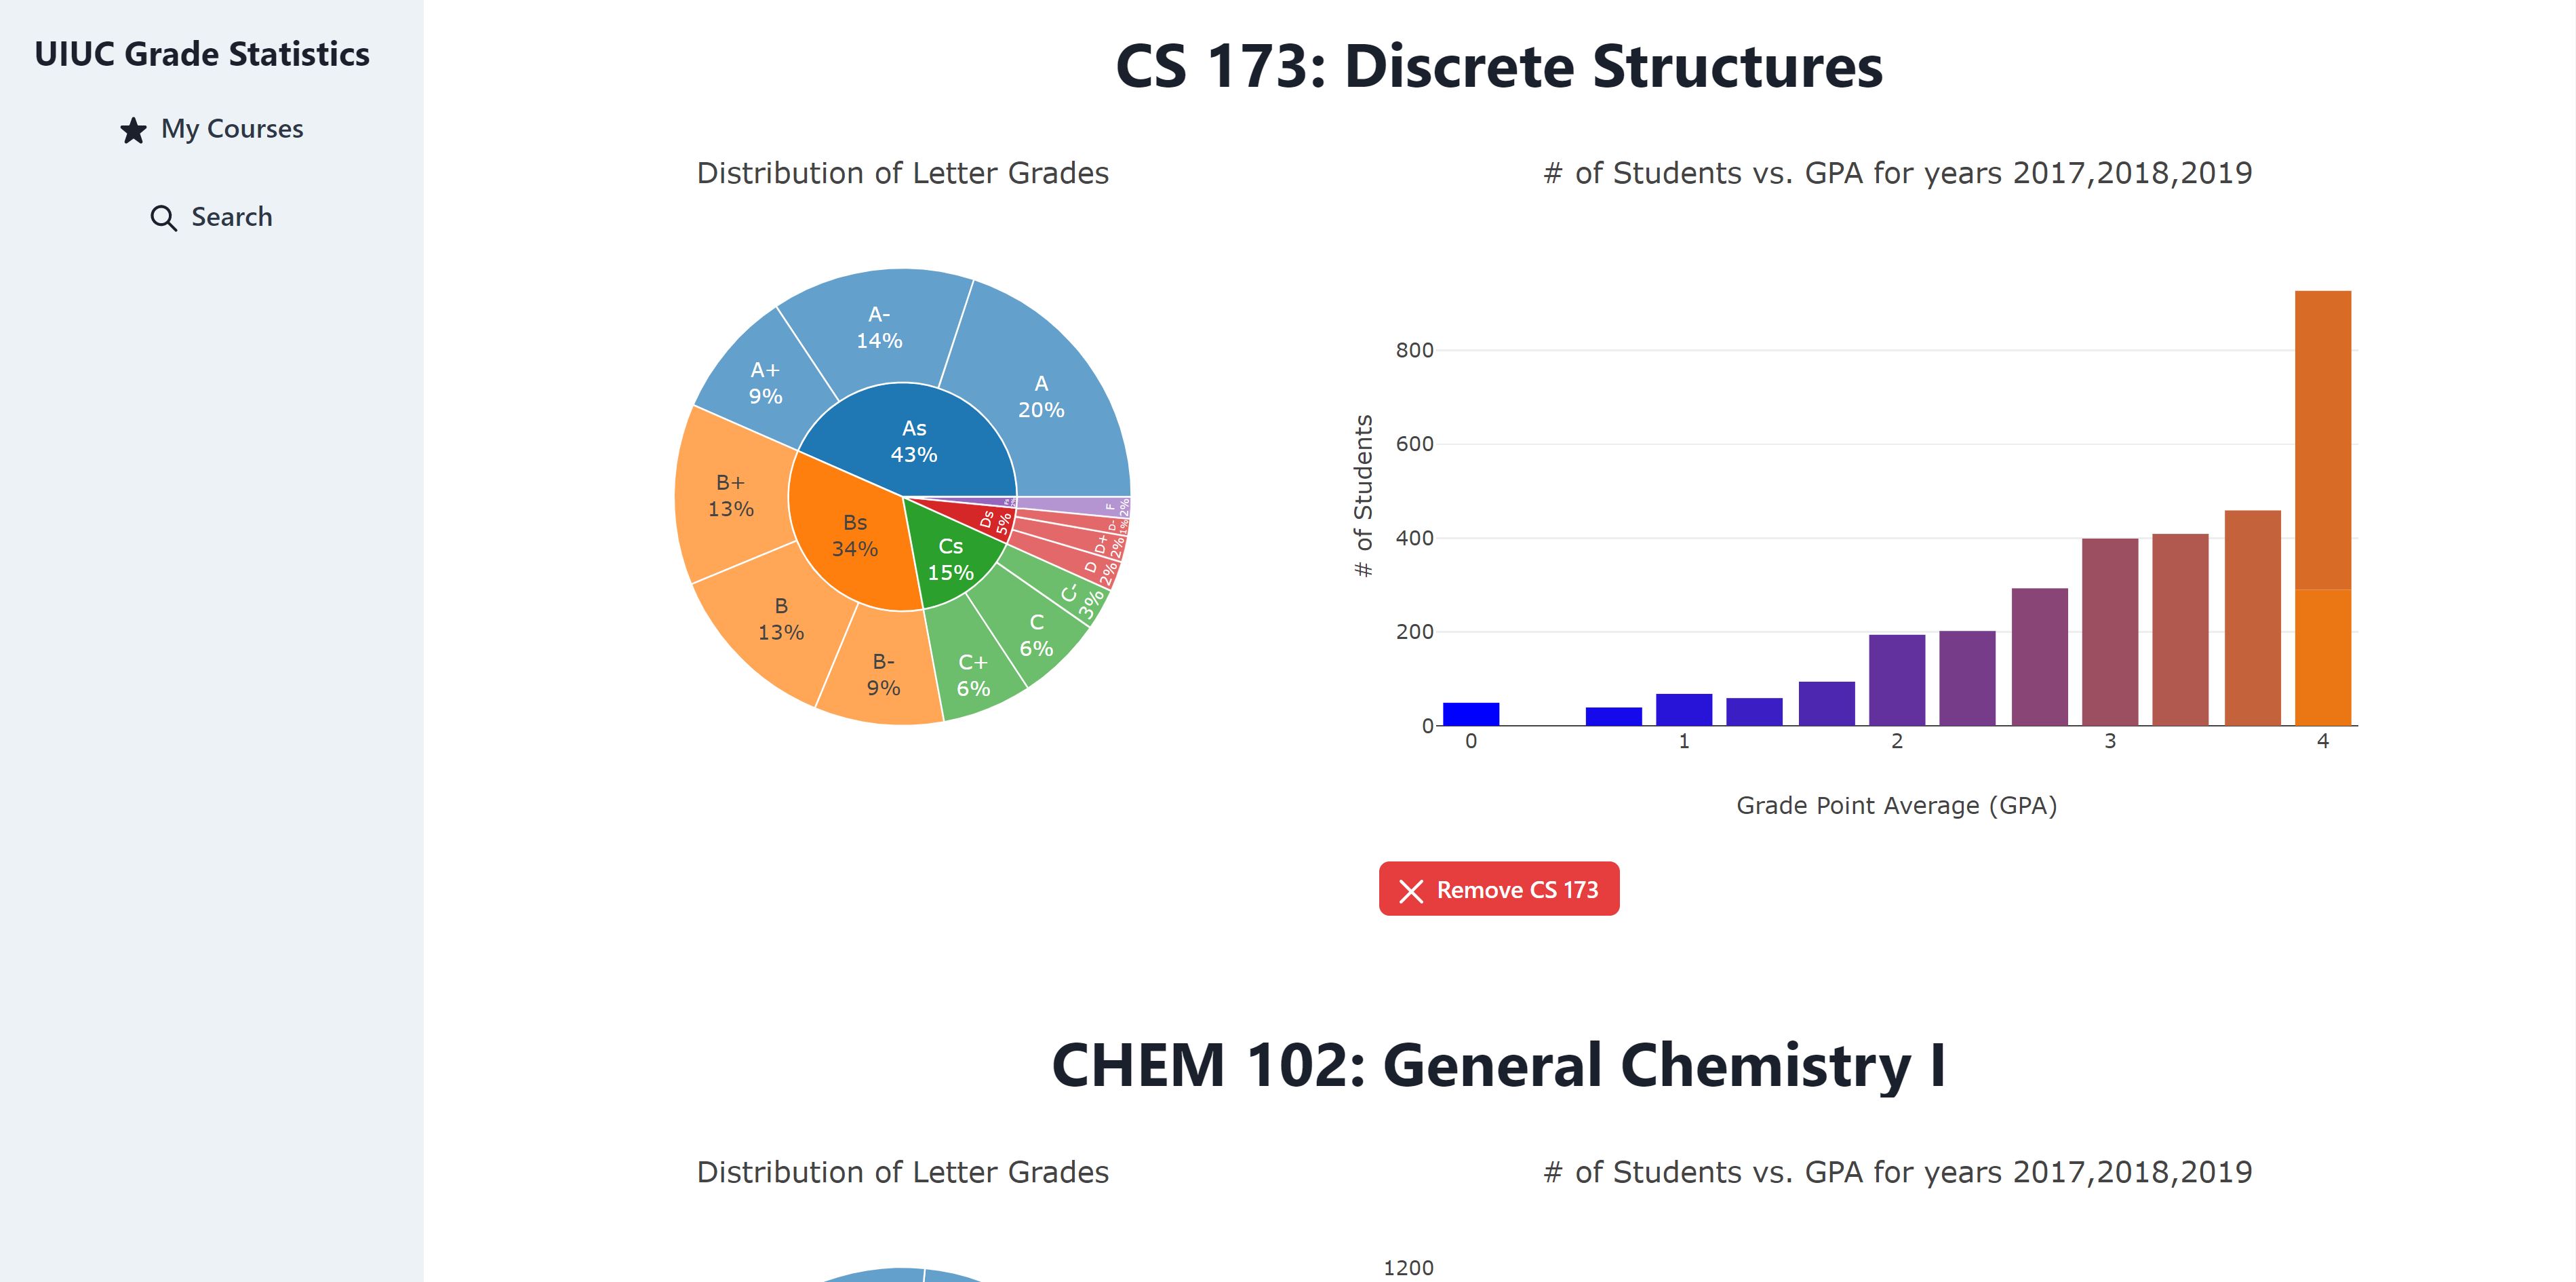 UIUC Grade Statistics
My Courses
Search
CS 173: Discrete Structures
Distribution of Letter Grades
A-
14%
A
20%
A+
9%
As
43%
B+
13%
Bs
34%
B
13%
B-
9%
Cs
15%
C+
6%
C
6%
C-
3%
Ds
5%
D
2%
D+
2%
D-
1%
F
2%
# of Students vs. GPA for years 2017,2018,2019
# of Students
800
600
400
200
0
0 1 2 3 4
Grade Point Average (GPA)
Remove CS 173
CHEM 102: General Chemistry I
Distribution of Letter Grades
# of Students vs. GPA for years 2017,2018,2019
1200